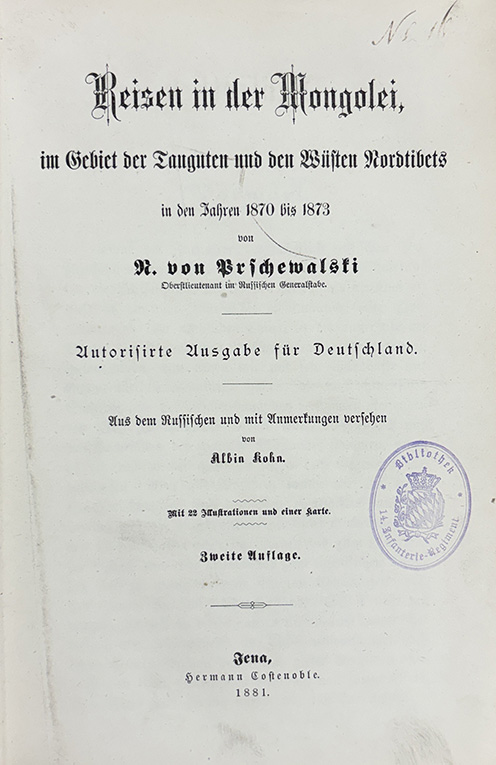 Reisen in der Mongolei,
im Gebiet der Tanguten und den Wüsten Nordtibets
in den Jahren 1870 bis 1873
von
N. von Prschewalski
Oberstlieutenant im Russischen Generalstabe.
Autorisirte Ausgabe für Deutschland.
Aus dem Russischen und mit Anmerkungen versehen
von
Albin Kohn.
Mit 22 Illustrationen und einer Karte.
Zweite Auflage.
Bibliothek
14. Infanterie-Regiment
Jena,
Hermann Costenoble.
1881.